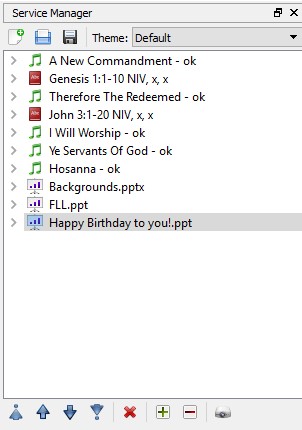 Service Manager
Theme: Default
A New Commandment - ok
Genesis 1:1-10 NIV, x, x
Therefore The Redeemed - ok
John 3:1-20 NIV, x, x
I Will Worship - ok
Ye Servants Of God - ok
Hosanna - ok
Backgrounds.pptx
FLL.ppt
Happy Birthday to you!.ppt